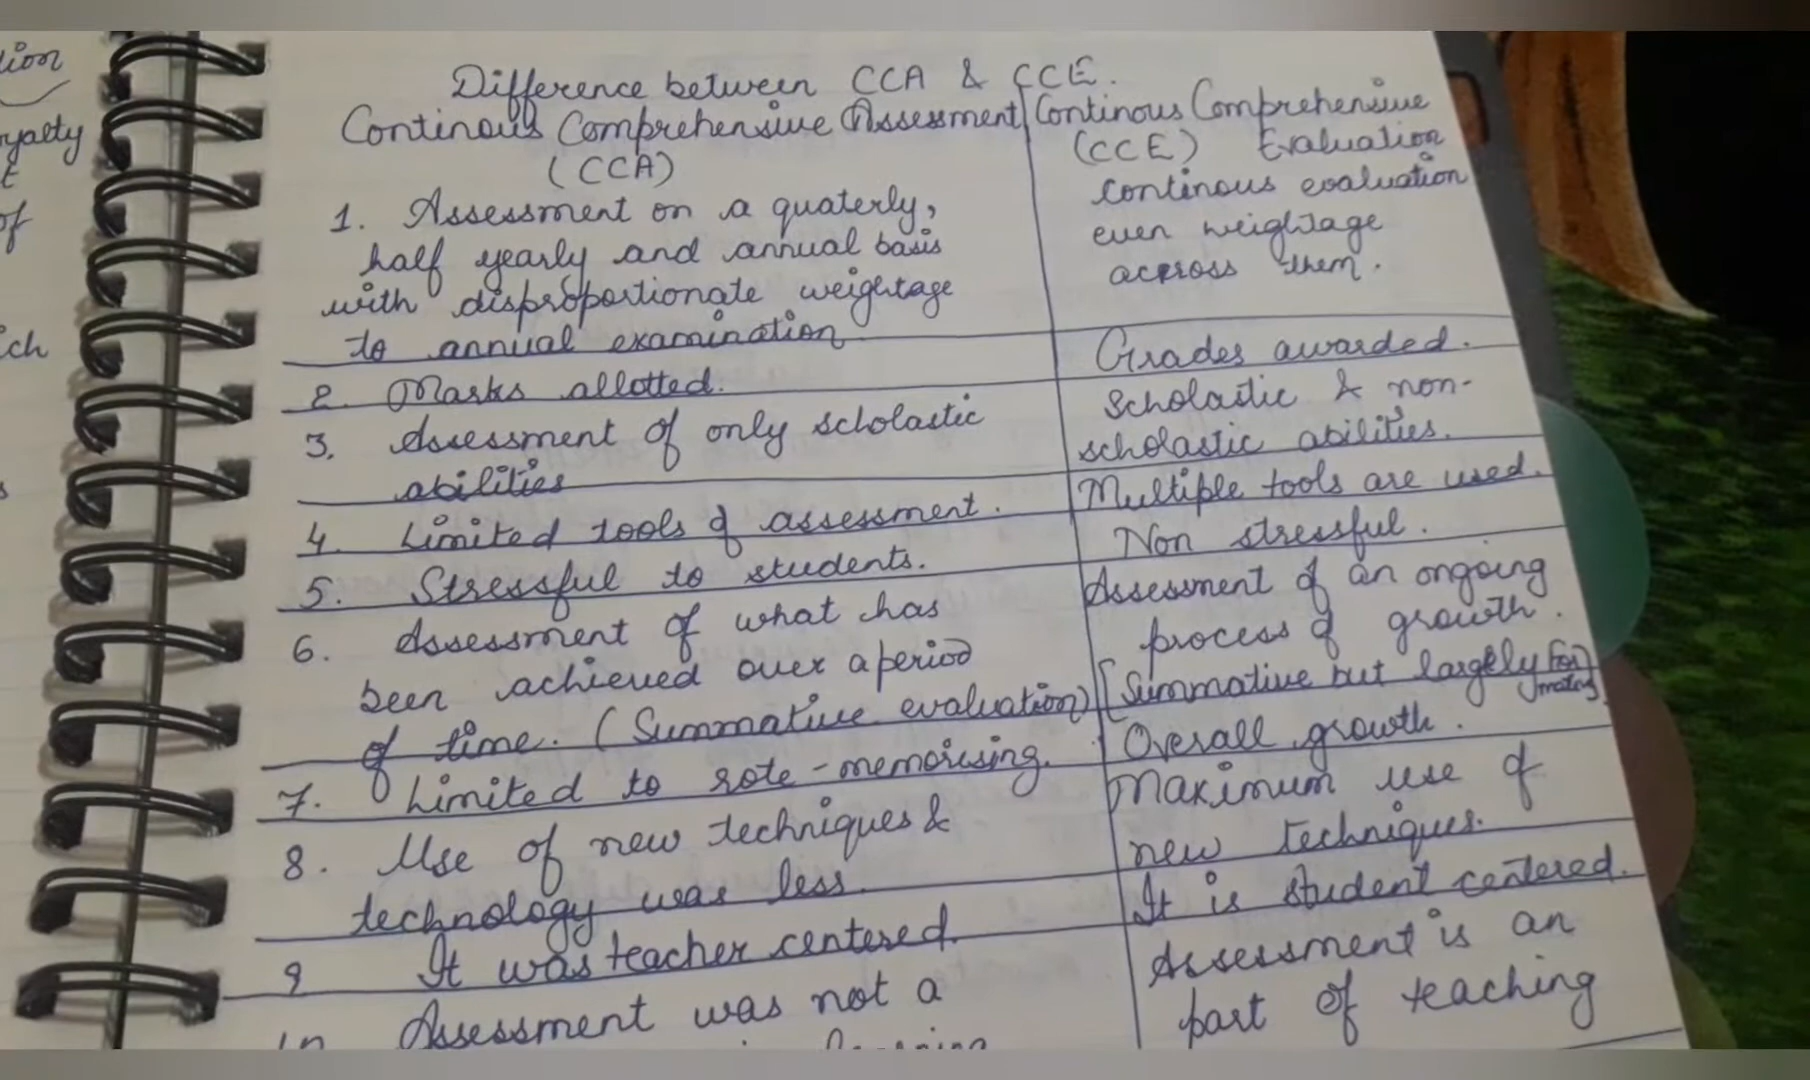 tion
yalty
t
of
ich
s
Difference between CCA & CCE.
Continous Comprehensive Assessment
(CCA)
Continous Comprehensive
(CCE) Evaluation
1. Assessment on a quaterly,
half yearly and annual basis
with disproportionate weightage
to annual examination
continous evaluation
even weightage
across them.
2. Marks allotted.
Grades awarded.
3. Assessment of only scholastic
abilities
Scholastic & non-
scholastic abilities.
4. Limited tools of assessment.
Multiple tools are used.
5. Stressful to students.
Non stressful.
6. Assessment of what has
been achieved over a period
of time. (Summative evaluation)
Assessment of an ongoing
process of growth.
[Summative but largely
7. Limited to rote-memorising.
Overall growth.
8. Use of new techniques &
technology was less.
Maximum use of
new techniques.
9 It was teacher centered.
It is student centered.
10 Assessment was not a
learning
Assessment is an
part of teaching